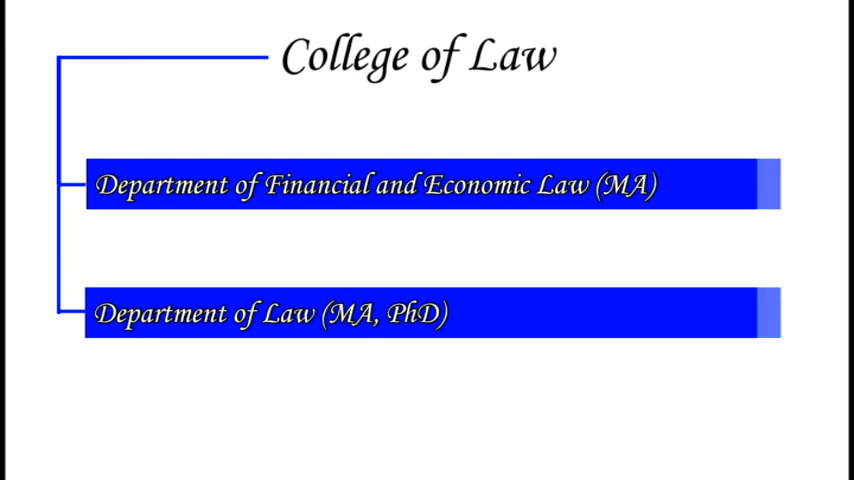 College of Law
Department of Financial and Economic Law (MA)
Department of Law (MA, PhD)